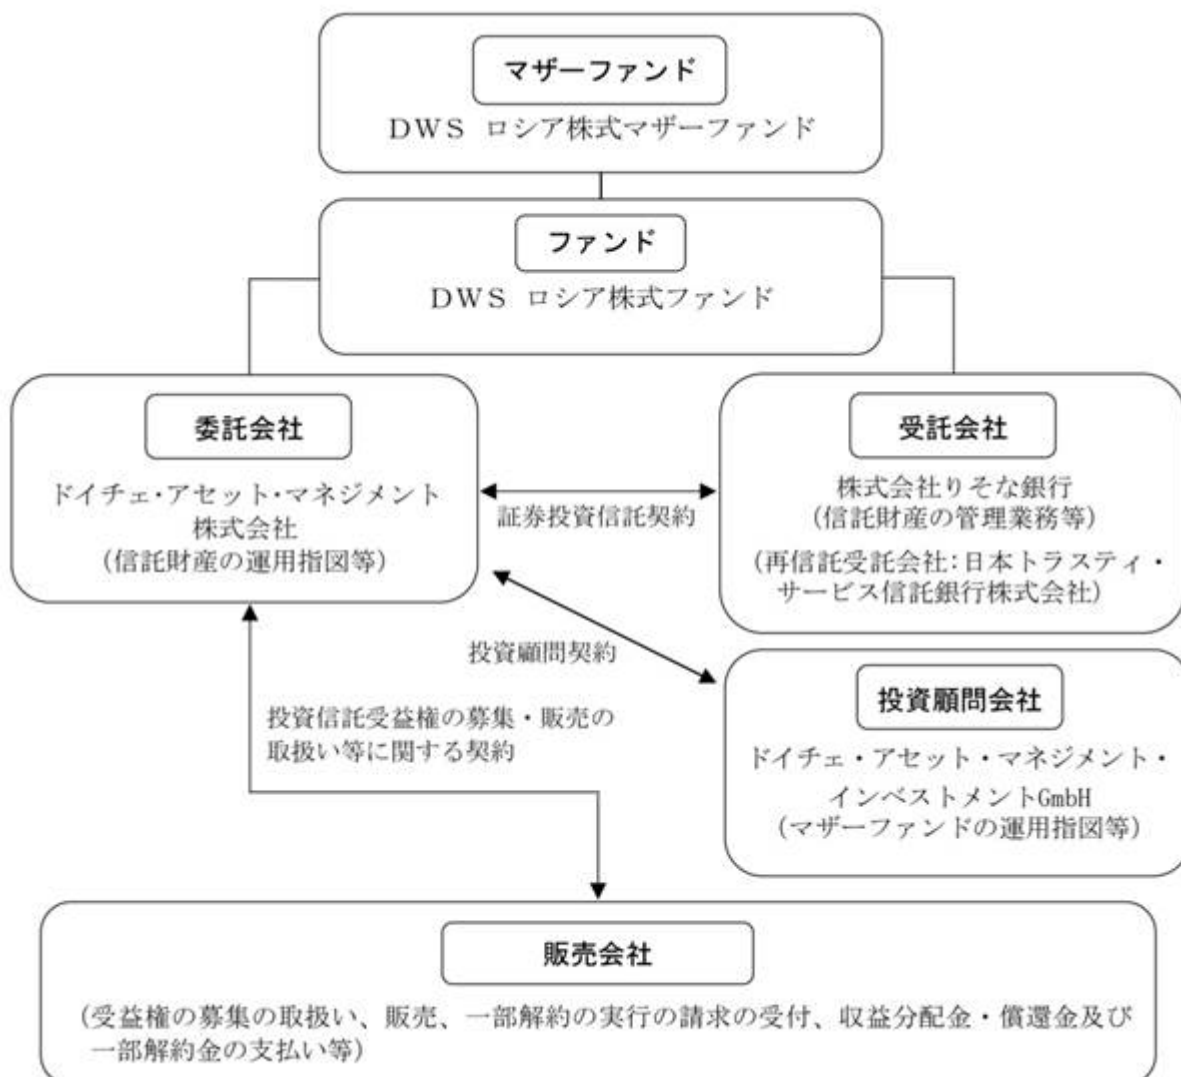 マザーファンド
DWS ロシア株式マザーファンド
ファンド
DWS ロシア株式ファンド
委託会社
ドイチェ・アセット・マネジメント
株式会社
(信託財産の運用指図等)
証券投資信託契約
受託会社
株式会社りそな銀行
(信託財産の管理業務等)
(再信託受託会社:日本トラスティ・
サービス信託銀行株式会社)
投資顧問契約
投資顧問会社
ドイチェ・アセット・マネジメント・
インベストメントGmbH
(マザーファンドの運用指図等)
投資信託受益権の募集・販売の
取扱い等に関する契約
販売会社
(受益権の募集の取扱い、販売、一部解約の実行の請求の受付、収益分配金・償還金及び
一部解約金の支払い等)